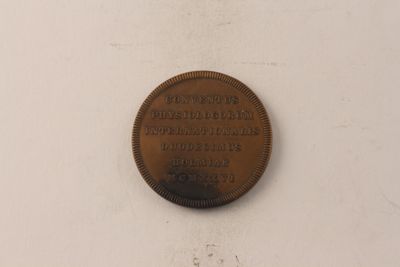 CONVENTUS
PHYSIOLOGORUM
INTERNATIONALIS
DUODECIMUS
HOLMIAE
MCMXXVI